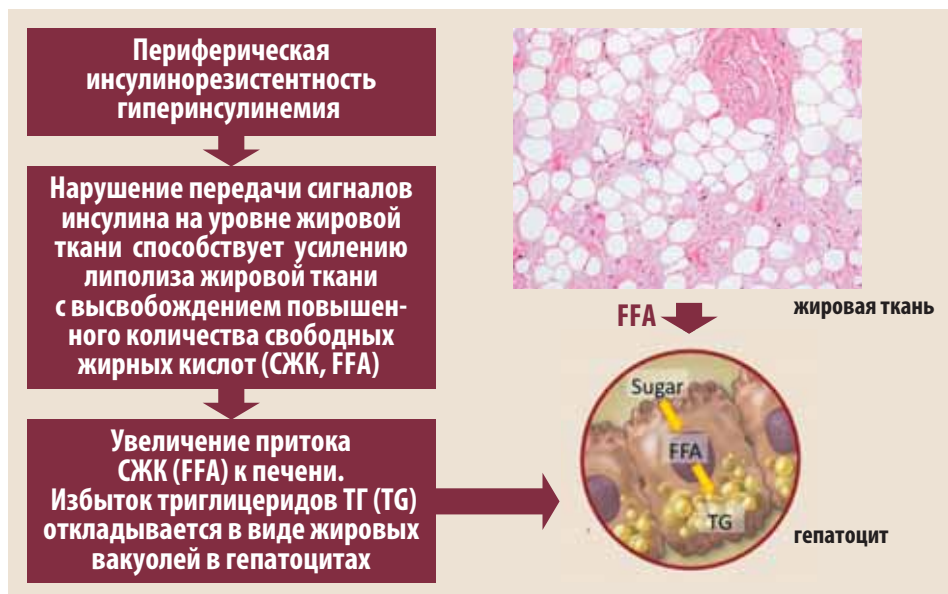 Периферическая
инсулинорезистентность
гиперинсулинемия
Нарушение передачи сигналов
инсулина на уровне жировой
ткани способствует усилению
липолиза жировой ткани
с высвобождением повышен-
ного количества свободных
жирных кислот (СЖК, FFA)
Увеличение притока
СЖК (FFA) к печени.
Избыток триглицеридов ТГ (TG)
откладывается в виде жировых
вакуолей в гепатоцитах
FFA
жировая ткань
Sugar
FFA
TG
гепатоцит